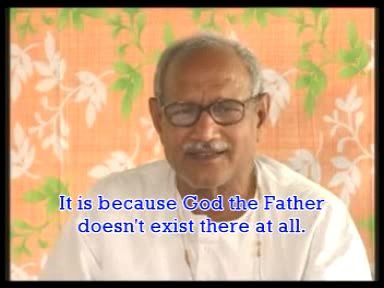 It is because God the Father
doesn't exist there at all.